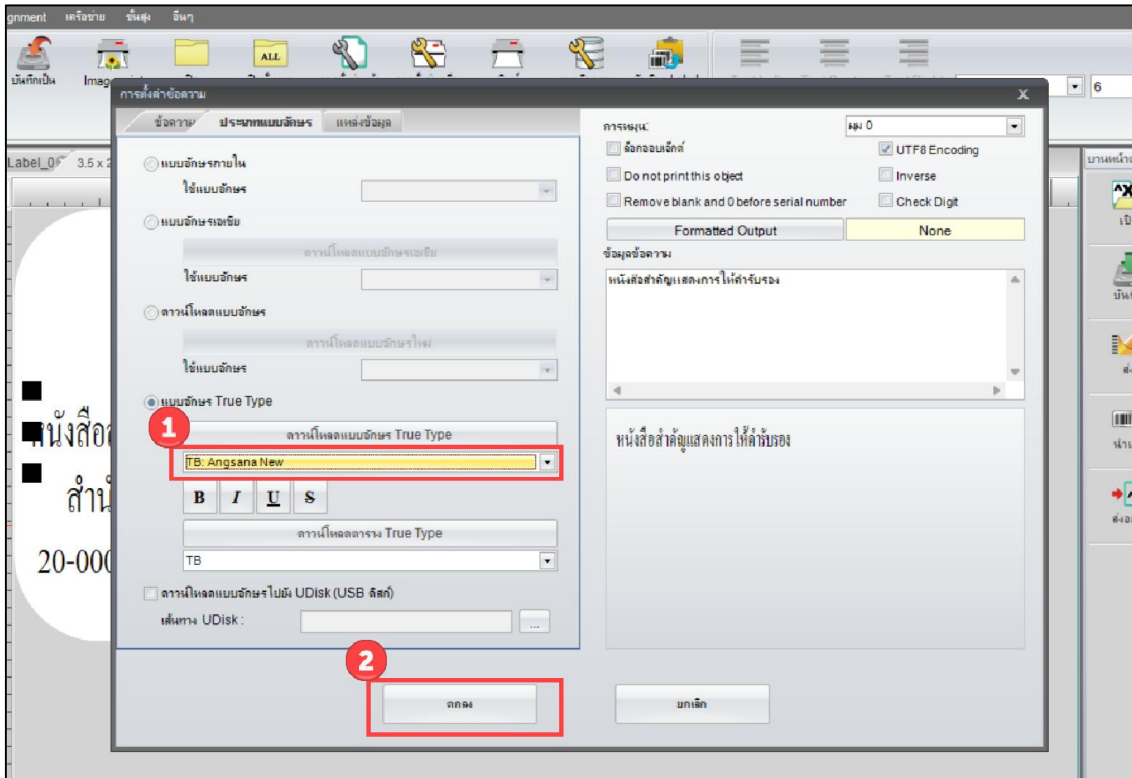 gnment เครือข่าย ขั้นสูง อื่นๆ
บันทึกเป็น
6
การตั้งค่าข้อความ X
ข้อความ ประเภทแบบอักษร แหล่งข้อมูล
Label_0 3.5 x 2
แบบอักษรภายใน
ใช้แบบอักษร
แบบอักษรเอเชีย
ดาวน์โหลดแบบอักษรเอเชีย
ใช้แบบอักษร
ดาวน์โหลดแบบอักษร
ดาวน์โหลดแบบอักษรใหม่
ใช้แบบอักษร
แบบอักษร True Type
1
ดาวน์โหลดแบบอักษร True Type
TB: Angsana New
B I U S
ดาวน์โหลดตาราง True Type
TB
ดาวน์โหลดแบบอักษรไปยัง UDisk (USB ดิสก์)
เส้นทาง UDisk :
...
การหมุน: มุม 0
ล็อกออบเจ็กต์ UTF8 Encoding
Do not print this object Inverse
Remove blank and 0 before serial number Check Digit
Formatted Output None
ข้อมูลข้อความ
หนังสือสำคัญแสดงการให้คำรับรอง
หนังสือสำคัญแสดงการให้คำรับรอง
2
ตกลง ยกเลิก
หนังสือ
สำนั
20-000
ALL